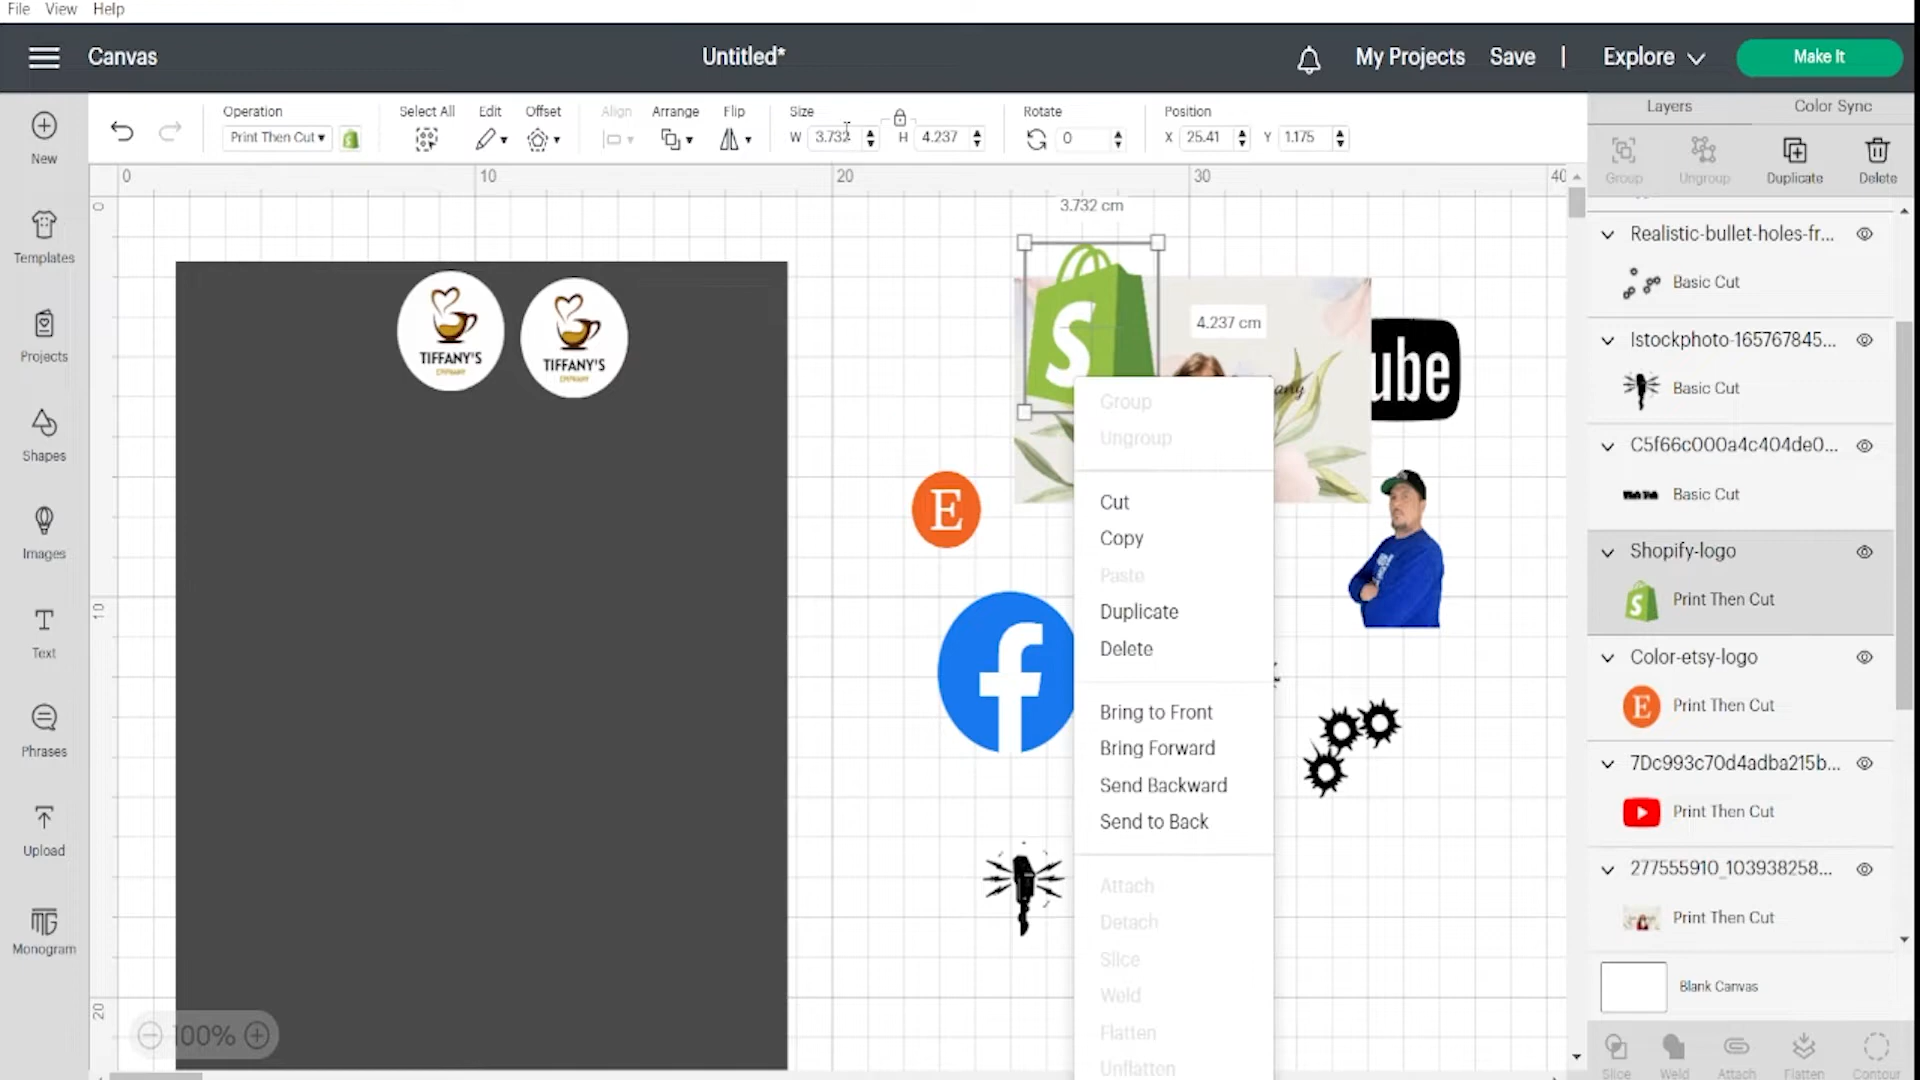 File View Help
Canvas
Untitled*
My Projects Save | Explore
Make It
New
Templates
Projects
Shapes
Images
Text
Phrases
Upload
Monogram
Operation
Print Then Cut
Select All
Edit
Offset
Align
Arrange
Flip
Size
W 3.732
H 4.237
Rotate
0
Position
X 25.41
Y 1.175
0 10 20 30 40
0
10
20
TIFFANY'S
TIFFANY'S
3.732 cm
4.237 cm
S
ube
E
f
Group
Ungroup
Cut
Copy
Paste
Duplicate
Delete
Bring to Front
Bring Forward
Send Backward
Send to Back
Attach
Detach
Slice
Weld
Flatten
Unflatten
100%
Layers
Color Sync
Group
Ungroup
Duplicate
Delete
Realistic-bullet-holes-fr...
Basic Cut
Istockphoto-165767845...
Basic Cut
C5f66c000a4c404de0...
Basic Cut
Shopify-logo
S Print Then Cut
Color-etsy-logo
E Print Then Cut
7Dc993c70d4adba215b...
Print Then Cut
277555910_103938258...
Print Then Cut
Blank Canvas
Slice
Weld
Attach
Flatten
Contour